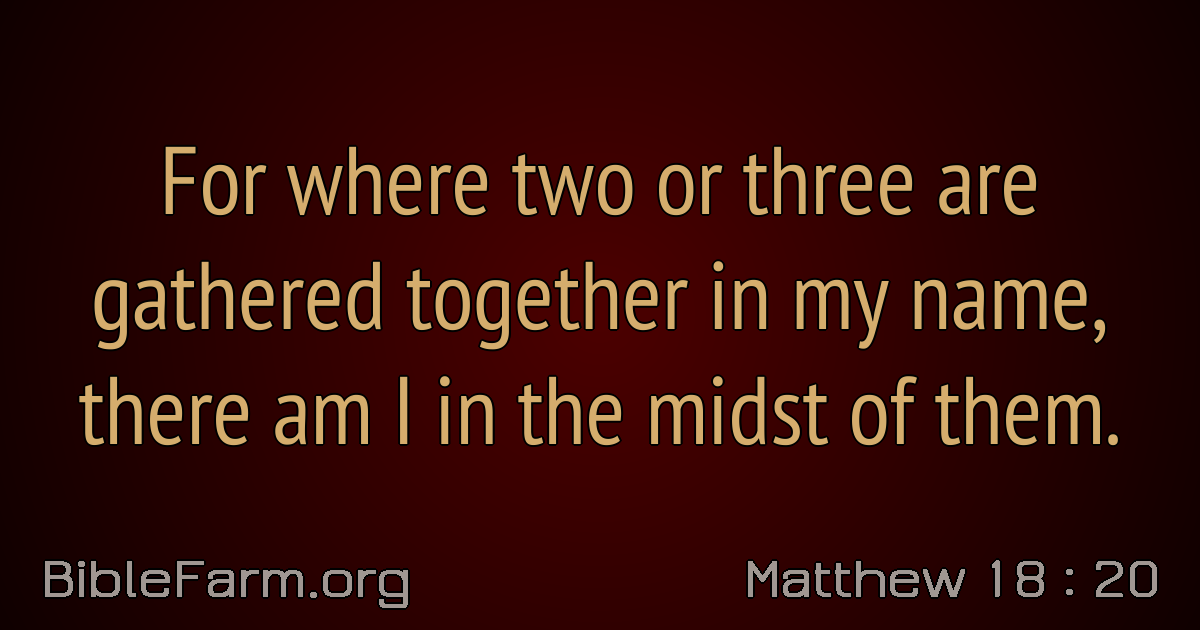 For where two or three are
gathered together in my name,
there am I in the midst of them.
BibleFarm.org
Matthew 18 : 20